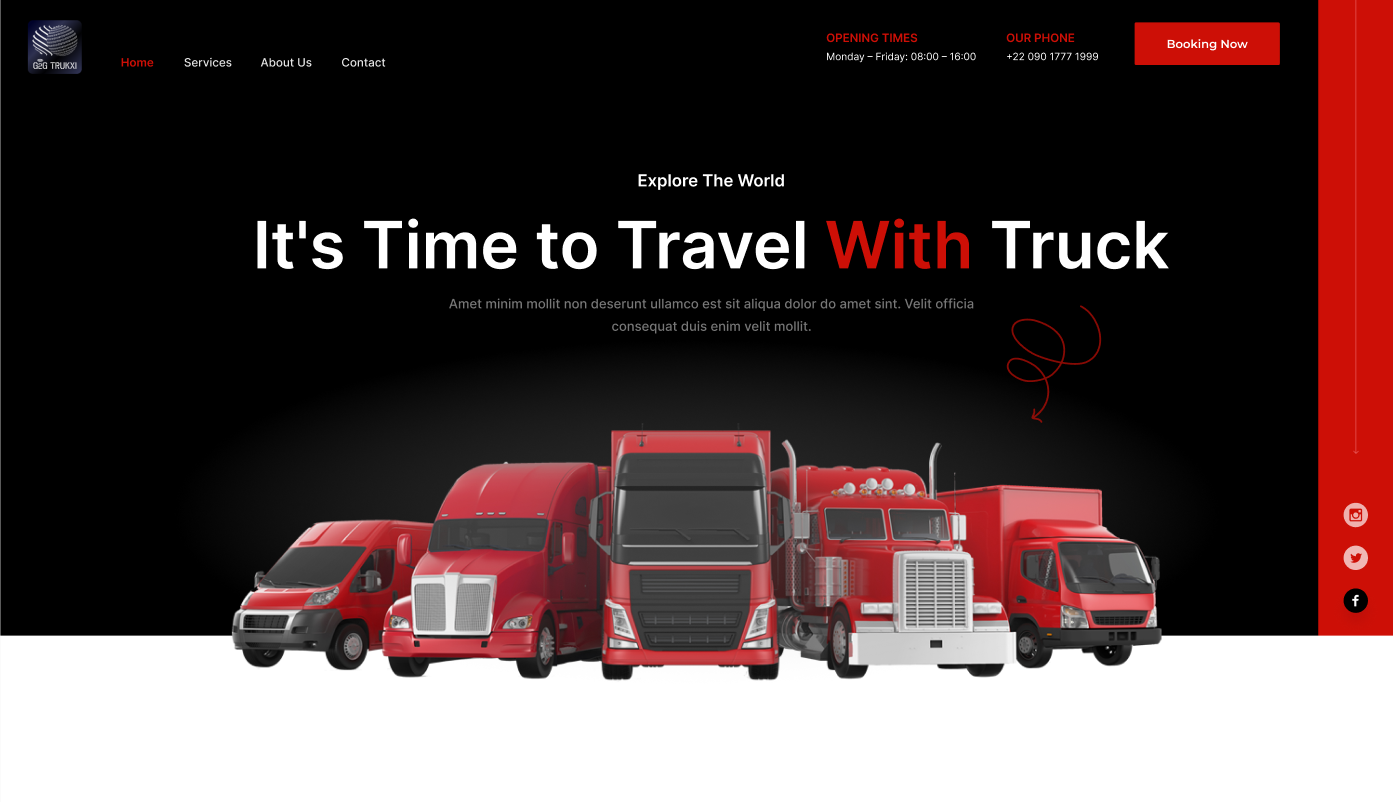 G2G TRUKXI
Home Services About Us Contact
OPENING TIMES
Monday – Friday: 08:00 – 16:00
OUR PHONE
+22 090 1777 1999
Booking Now
Explore The World
It's Time to Travel With Truck
Amet minim mollit non deserunt ullamco est sit aliqua dolor do amet sint. Velit officia
consequat duis enim velit mollit.